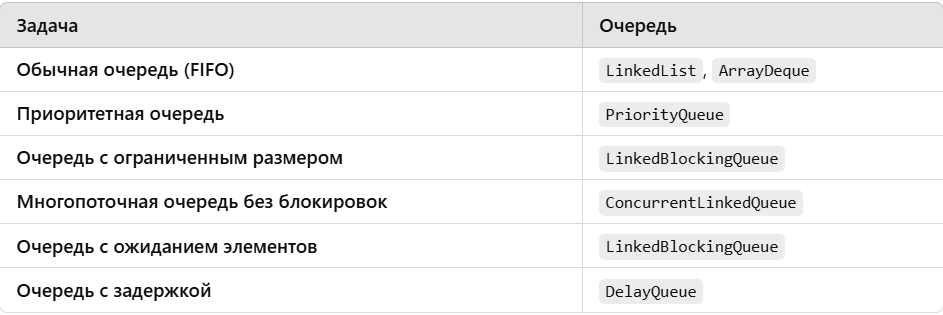 Задача Очередь
Обычная очередь (FIFO) LinkedList, ArrayDeque
Приоритетная очередь PriorityQueue
Очередь с ограниченным размером LinkedBlockingQueue
Многопоточная очередь без блокировок ConcurrentLinkedQueue
Очередь с ожиданием элементов LinkedBlockingQueue
Очередь с задержкой DelayQueue